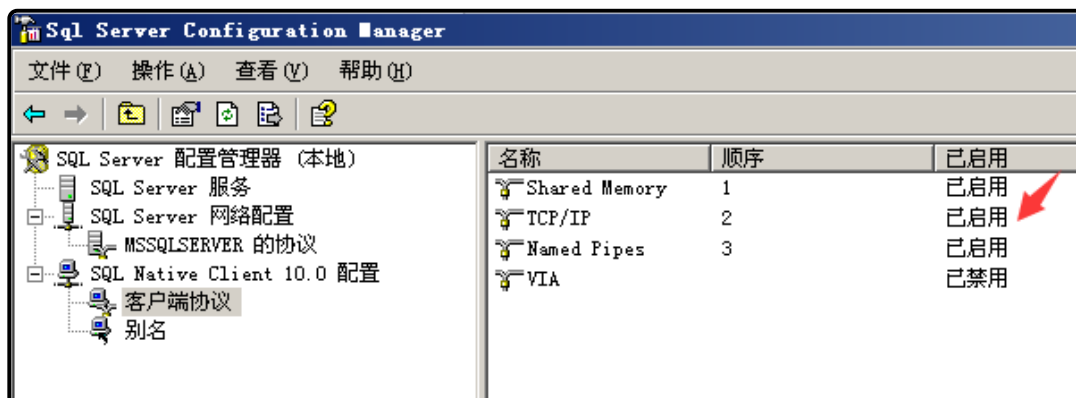 Sql Server Configuration Manager
文件(F) 操作(A) 查看(V) 帮助(H)
SQL Server 配置管理器 (本地)
SQL Server 服务
SQL Server 网络配置
MSSQLSERVER 的协议
SQL Native Client 10.0 配置
客户端协议
别名
名称 顺序 已启用
Shared Memory 1 已启用
TCP/IP 2 已启用
Named Pipes 3 已启用
VIA 已禁用